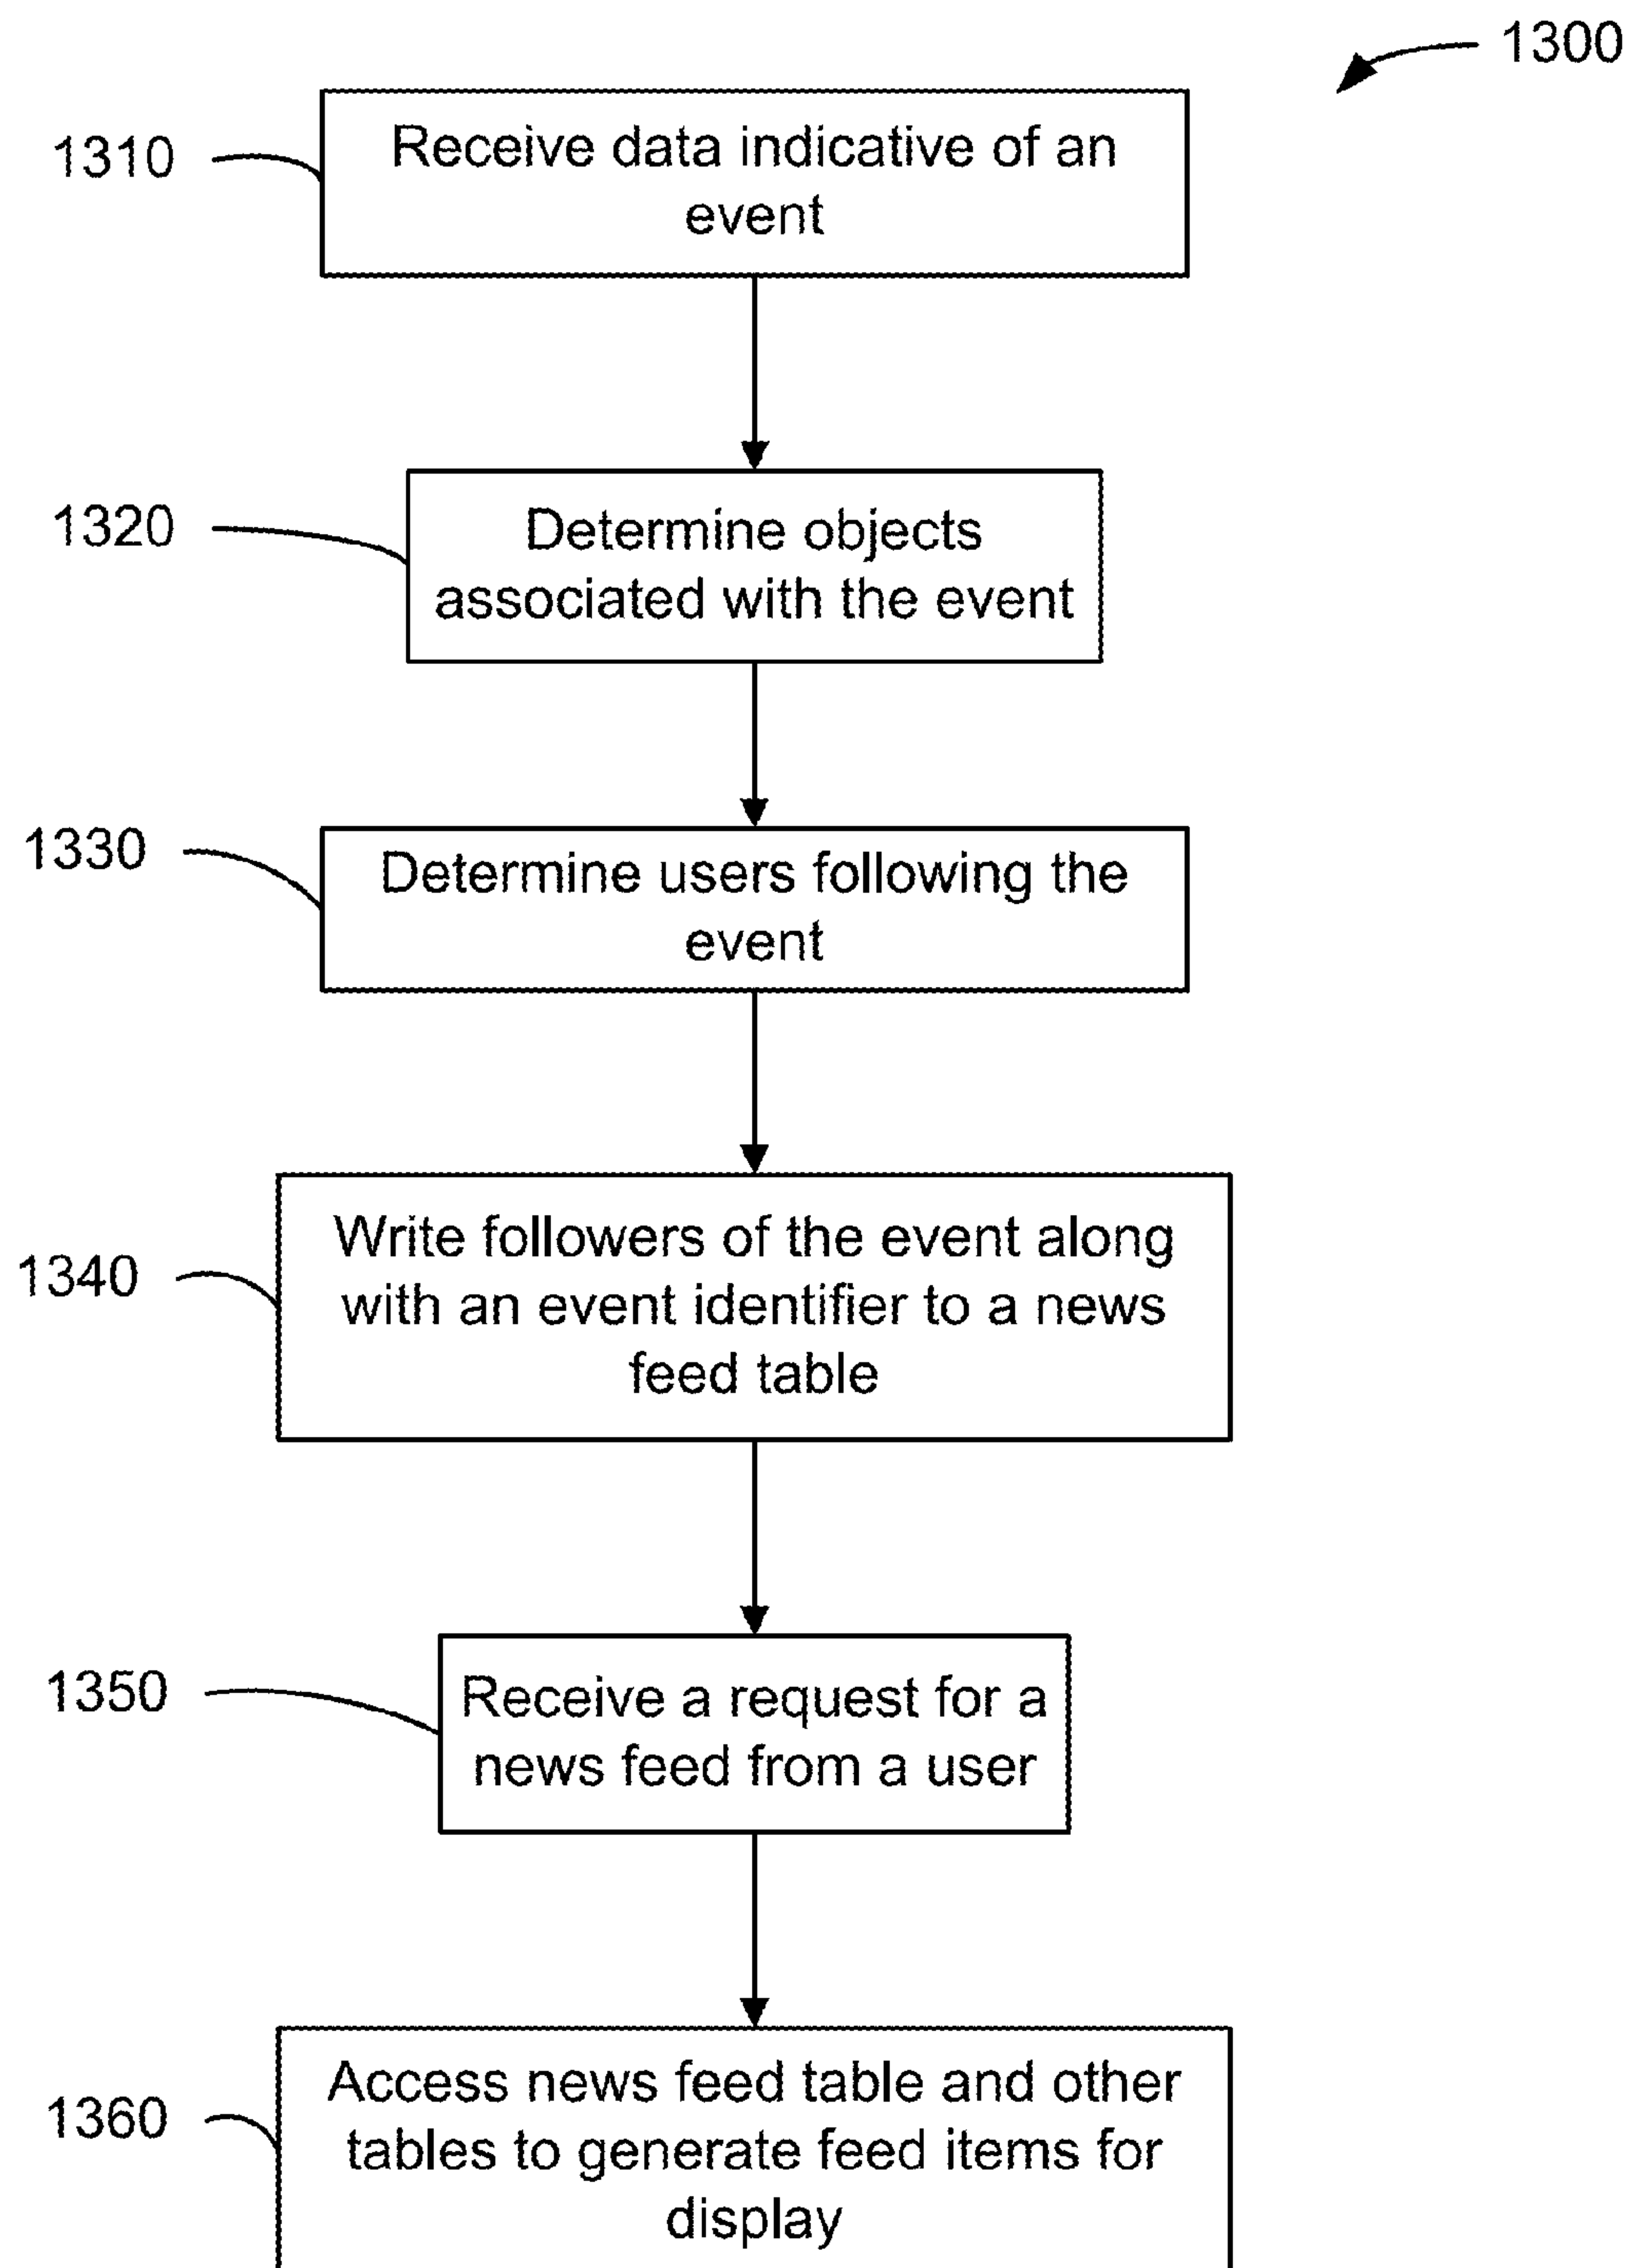 1300
1310
Receive data indicative of an
event
1320
Determine objects
associated with the event
1330
Determine users following the
event
1340
Write followers of the event along
with an event identifier to a news
feed table
1350
Receive a request for a
news feed from a user
1360
Access news feed table and other
tables to generate feed items for
display